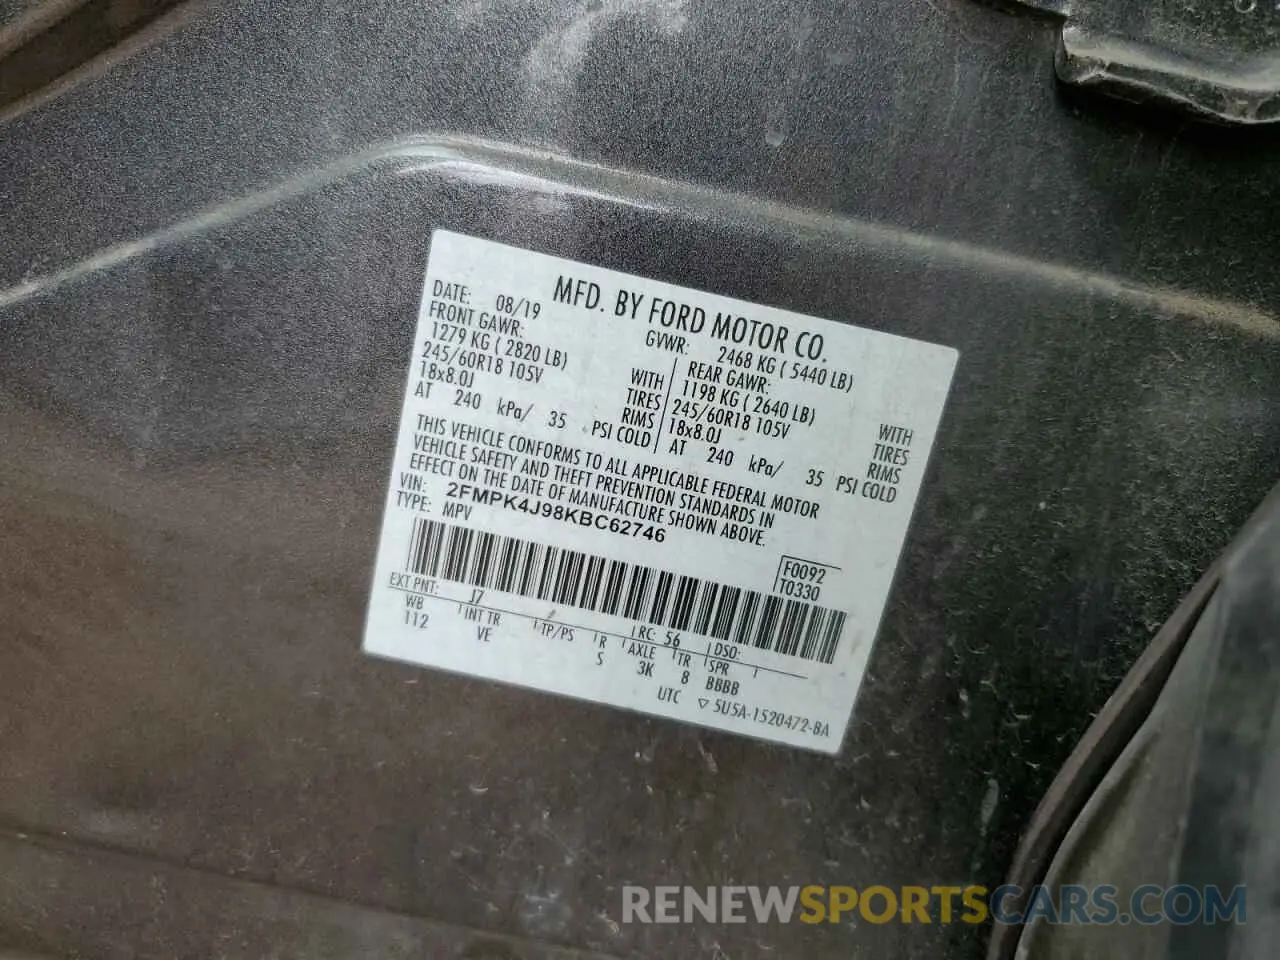 MFD. BY FORD MOTOR CO.
DATE: 08/19
GVWR: 2468 KG ( 5440 LB)
FRONT GAWR:
1279 KG ( 2820 LB)
WITH
245/60R18 105V
TIRES
18x8.0J
RIMS
AT 240 kPa/ 35 PSI COLD
REAR GAWR:
1198 KG ( 2640 LB)
WITH
245/60R18 105V
TIRES
18x8.0J
RIMS
AT 240 kPa/ 35 PSI COLD
THIS VEHICLE CONFORMS TO ALL APPLICABLE FEDERAL MOTOR
VEHICLE SAFETY AND THEFT PREVENTION STANDARDS IN
EFFECT ON THE DATE OF MANUFACTURE SHOWN ABOVE.
VIN: 2FMPK4J98KBC62746
TYPE: MPV
F0092
T0330
EXT PNT: J7 / RC: 56 DSO:
WB INT TR TP/PS R AXLE TR SPR
112 VE S 3K 8 BBBB
UTC ▽ 5U5A-1520472-BA
RENEWSPORTSCARS.COM